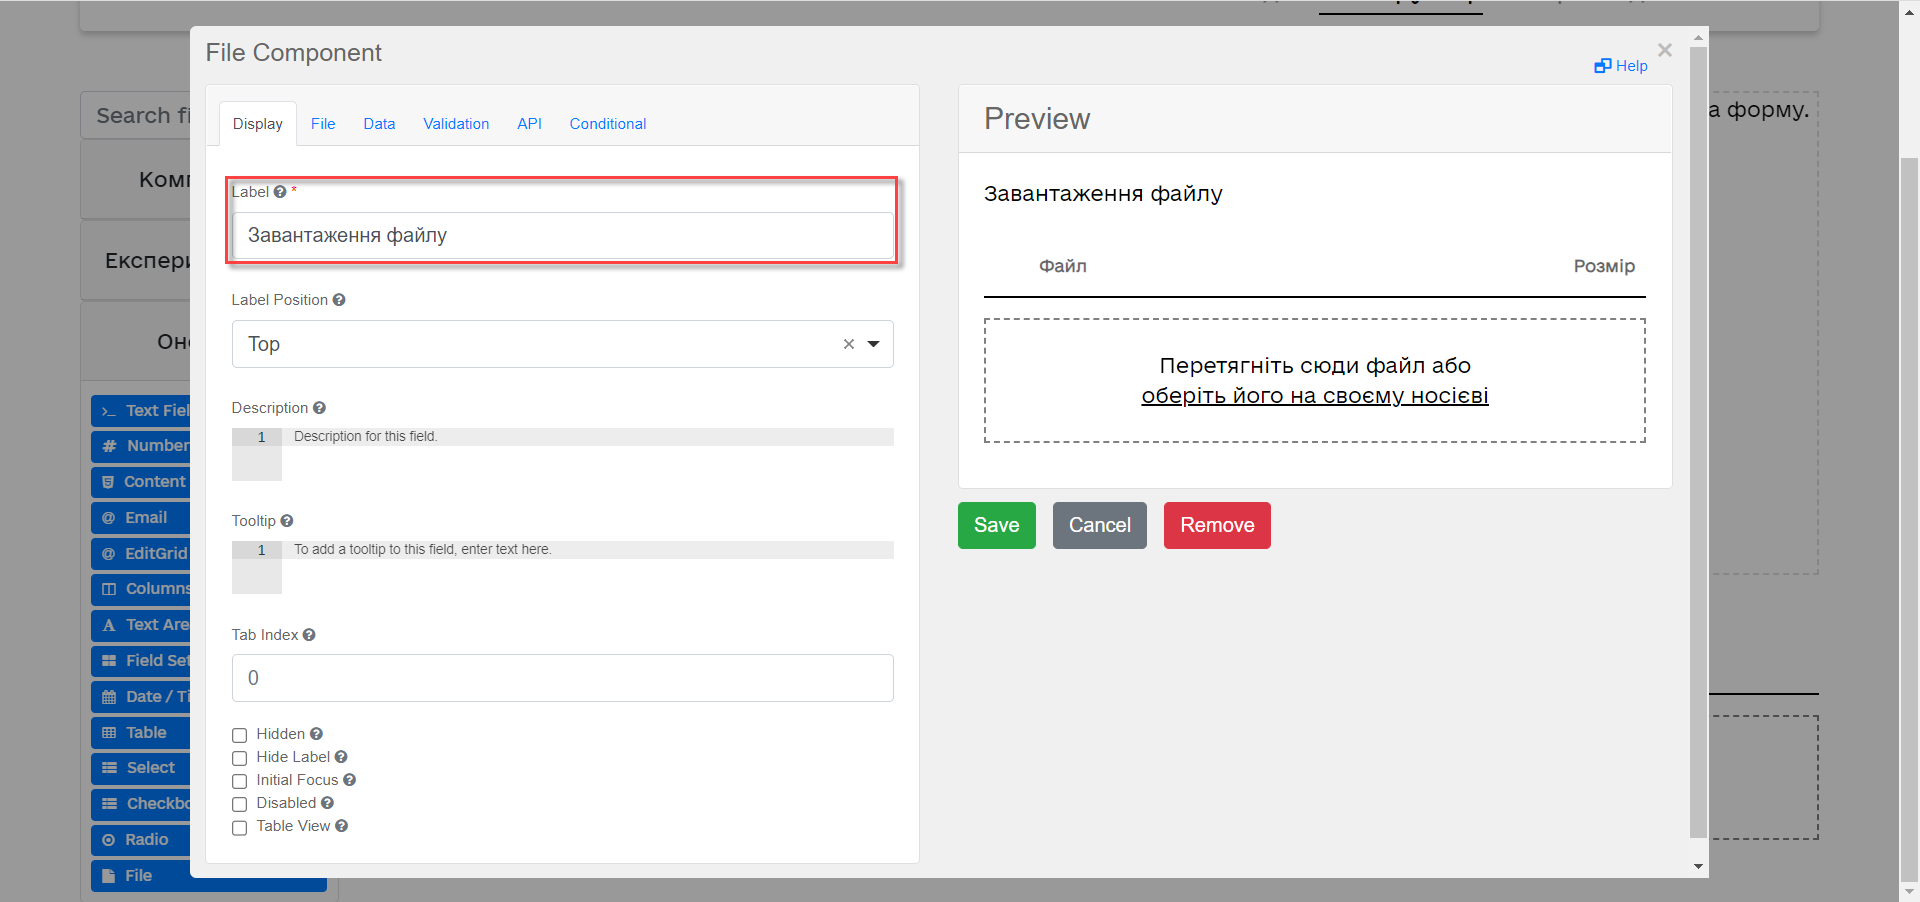 File Component
Help
Search fi
Display
File
Data
Validation
API
Conditional
Label *
Завантаження файлу
Label Position
Top
Description
1
Description for this field.
Tooltip
1
To add a tooltip to this field, enter text here.
Tab Index
0
Hidden
Hide Label
Initial Focus
Disabled
Table View
Preview
Завантаження файлу
Файл
Розмір
Перетягніть сюди файл або
оберіть його на своєму носієві
Save
Cancel
Remove
а форму.
Комп
Експери
Оно
Text Fiel
Number
Content
Email
EditGrid
Columns
Text Are
Field Set
Date / Ti
Table
Select
Checkbo
Radio
File